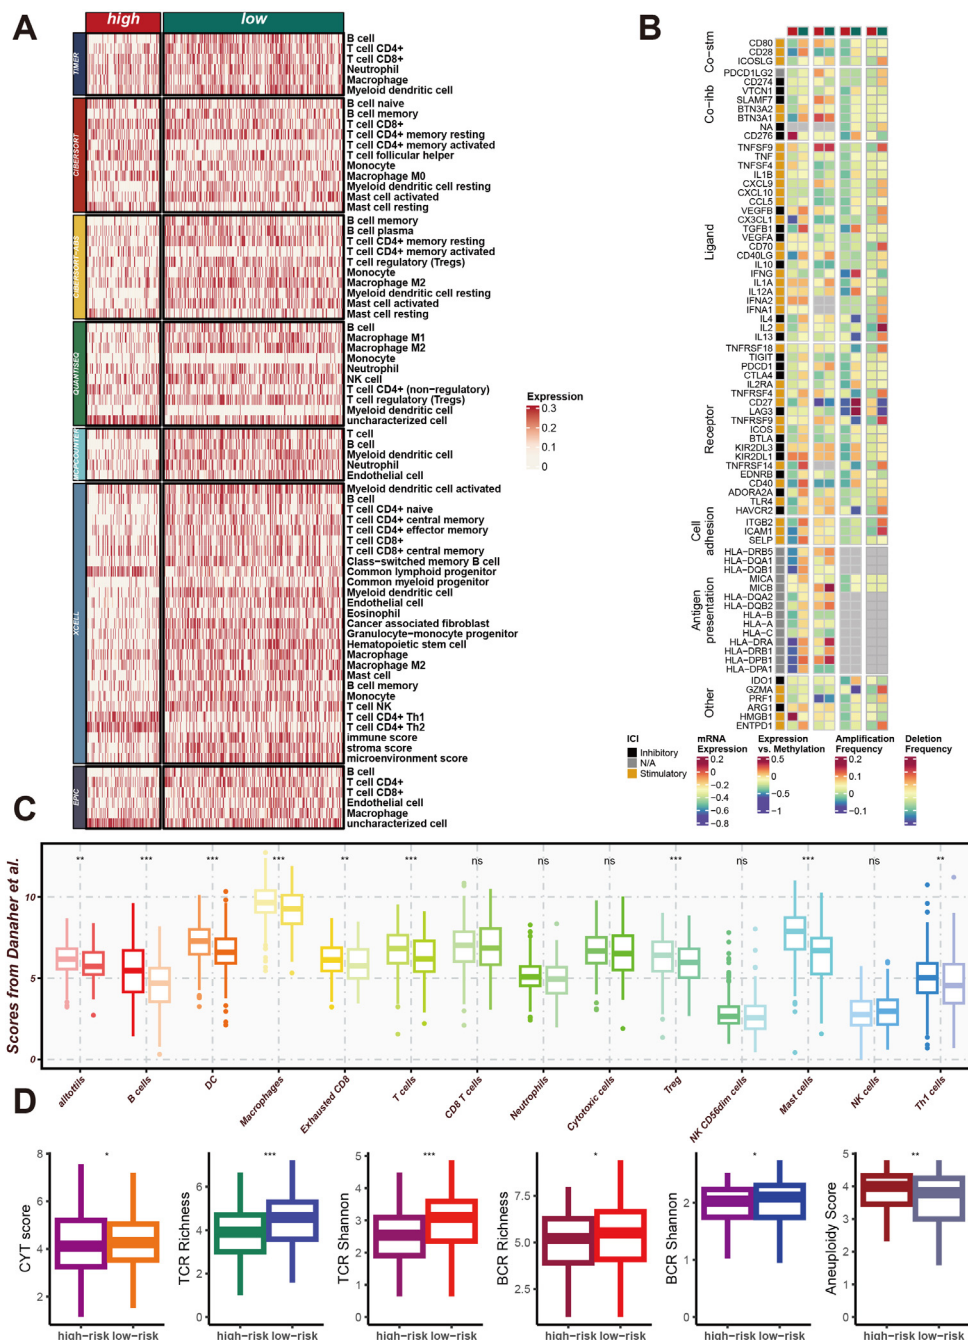 A
high
low
TIMER
B cell
T cell CD4+
T cell CD8+
Neutrophil
Macrophage
Myeloid dendritic cell
CIBERSORT
B cell naive
B cell memory
T cell CD8+
T cell CD4+ memory resting
T cell CD4+ memory activated
T cell follicular helper
Monocyte
Macrophage M0
Myeloid dendritic cell resting
Mast cell activated
Mast cell resting
CIBERSORT-ABS
B cell memory
B cell plasma
T cell CD4+ memory resting
T cell CD4+ memory activated
T cell regulatory (Tregs)
Monocyte
Macrophage M2
Myeloid dendritic cell resting
Mast cell activated
Mast cell resting
QUANTISEQ
B cell
Macrophage M1
Macrophage M2
Monocyte
Neutrophil
NK cell
T cell CD4+ (non-regulatory)
T cell regulatory (Tregs)
Myeloid dendritic cell
uncharacterized cell
MCPCOUNTER
T cell
B cell
Myeloid dendritic cell
Neutrophil
Endothelial cell
XCELL
Myeloid dendritic cell activated
B cell
T cell CD4+ naive
T cell CD4+ central memory
T cell CD4+ effector memory
T cell CD8+
T cell CD8+ central memory
Class-switched memory B cell
Common lymphoid progenitor
Common myeloid progenitor
Myeloid dendritic cell
Endothelial cell
Eosinophil
Cancer associated fibroblast
Granulocyte-monocyte progenitor
Hematopoietic stem cell
Macrophage
Macrophage M2
Mast cell
B cell memory
Monocyte
T cell NK
T cell CD4+ Th1
T cell CD4+ Th2
immune score
stroma score
microenvironment score
EPIC
B cell
T cell CD4+
T cell CD8+
Endothelial cell
Macrophage
uncharacterized cell
Expression
0.3
0.2
0.1
0
B
Co-stm
CD80
CD28
ICOSLG
Co-ihb
PDCD1LG2
CD274
VTCN1
SLAMF7
BTN3A2
BTN3A1
NA
CD276
Ligand
TNFSF9
TNF
TNFSF4
IL1B
CXCL9
CXCL10
CCL5
VEGFB
CX3CL1
TGFB1
VEGFA
CD70
CD40LG
IL10
IFNG
IL1A
IL12A
IFNA2
IFNA1
IL4
IL2
IL13
Receptor
TNFRSF18
TIGIT
PDCD1
CTLA4
IL2RA
TNFRSF4
CD27
LAG3
TNFRSF9
ICOS
BTLA
KIR2DL3
KIR2DL1
TNFRSF14
EDNRB
CD40
ADORA2A
TLR4
HAVCR2
Cell
adhesion
ITGB2
ICAM1
SELP
Antigen
presentation
HLA-DRB5
HLA-DQA1
HLA-DQB1
MICA
MICB
HLA-DQA2
HLA-DQB2
HLA-B
HLA-A
HLA-C
HLA-DRA
HLA-DRB1
HLA-DPB1
HLA-DPA1
Other
IDO1
GZMA
PRF1
ARG1
HMGB1
ENTPD1
ICI
Inhibitory
N/A
Stimulatory
mRNA
Expression
0.2
0
-0.2
-0.4
-0.6
-0.8
Expression
vs. Methylation
0.5
0
-0.5
-1
Amplification
Frequency
0.2
0.1
0
-0.1
Deletion
Frequency
0.2
0
-0.2
-0.4
C
Scores from Danaher et al.
10
5
0
** *** *** *** ** *** ns ns ns *** ns *** ns **
alltottils
B cells
DC
Macrophages
Exhausted CD8
T cells
CD8 T cells
Neutrophils
Cytotoxic cells
Treg
NK CD56dim cells
Mast cells
NK cells
Th1 cells
D
CYT score
8
6
4
2
*
high-risk low-risk
TCR Richness
6
4
2
0
***
high-risk low-risk
TCR Shannon
5
4
3
2
1
0
***
high-risk low-risk
BCR Richness
7.5
5.0
2.5
0.0
*
high-risk low-risk
BCR Shannon
3
2
1
0
*
high-risk low-risk
Aneuploidy Score
5
4
3
2
1
0
**
high-risk low-risk